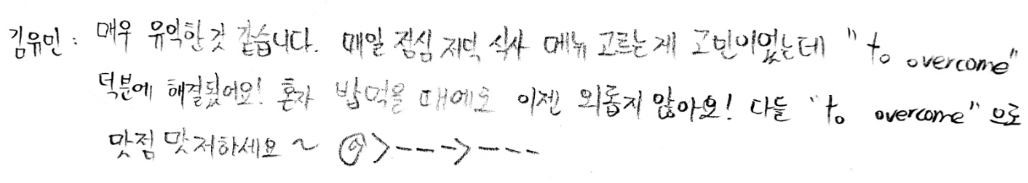 김유민 : 매우 유익한 것 같습니다. 매일 점심 저덕 식사 메뉴 고르는게 고민이었는데 "to overcome"
덕분에 해결됐어요! 혼자 밥먹을 때에도 이젠 외롭지 않아요! 다들 "to overcome"으로
맛점 맛저하세요~